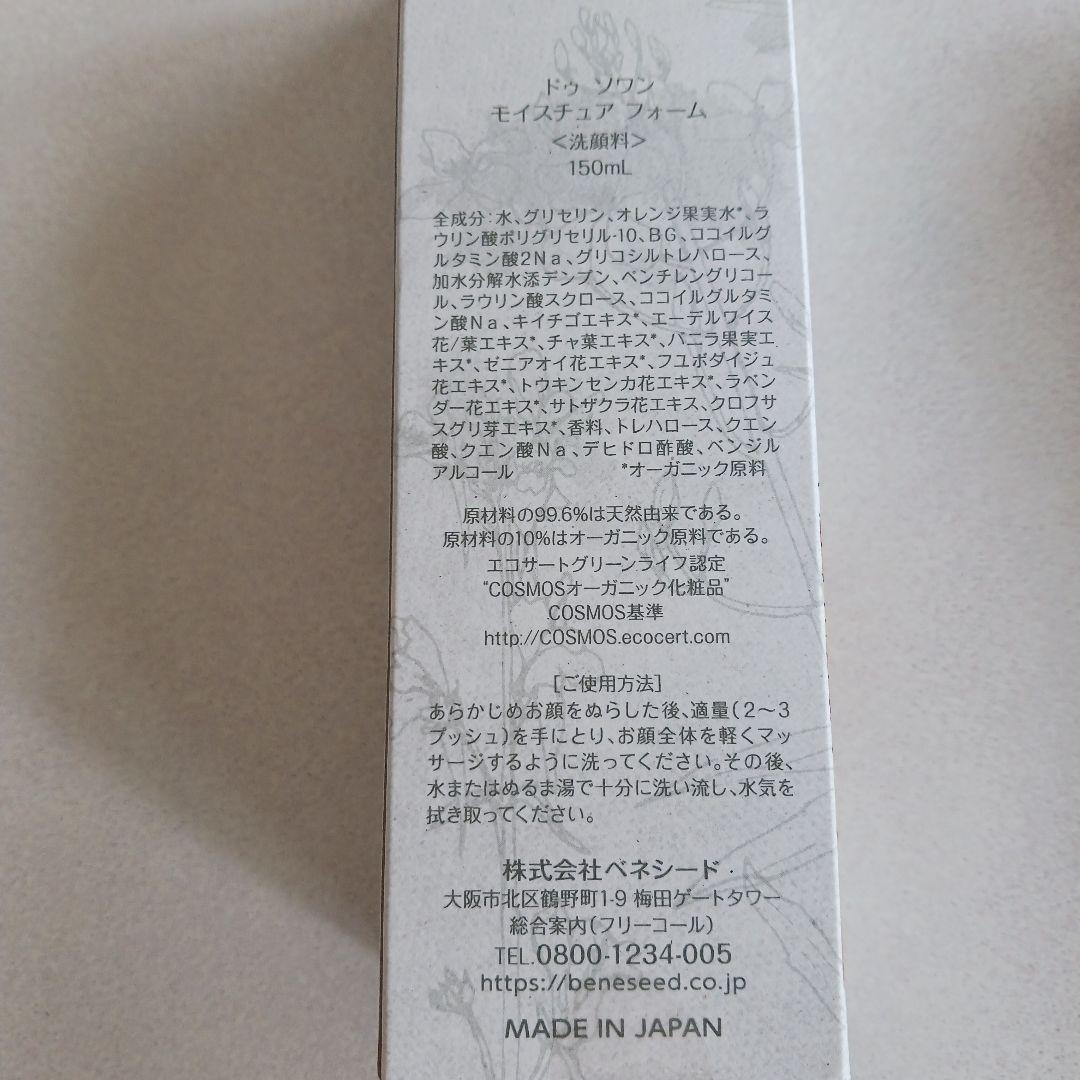 ドゥ ソワン
モイスチュア フォーム
＜洗顔料＞
150mL
全成分：水、グリセリン、オレンジ果実水*、ラ
ウリン酸ポリグリセリル-10、BG、ココイルグ
ルタミン酸2Na、グリコシルトレハロース、
加水分解水添デンプン、ペンチレングリコー
ル、ラウリン酸スクロース、ココイルグルタミ
ン酸Na、キイチゴエキス*、エーデルワイス
花/葉エキス*、チャ葉エキス*、バニラ果実エ
キス*、ゼニアオイ花エキス*、フユボダイジュ
花エキス*、トウキンセンカ花エキス*、ラベン
ダー花エキス*、サトザクラ花エキス、クロフサ
スグリ芽エキス*、香料、トレハロース、クエン
酸、クエン酸Na、デヒドロ酢酸、ベンジル
アルコール *オーガニック原料
原材料の99.6%は天然由来である。
原材料の10%はオーガニック原料である。
エコサートグリーンライフ認定
"COSMOSオーガニック化粧品"
COSMOS基準
http://COSMOS.ecocert.com
［ご使用方法］
あらかじめお顔をぬらした後、適量（2～3
プッシュ）を手にとり、お顔全体を軽くマッ
サージするように洗ってください。その後、
水またはぬるま湯で十分に洗い流し、水気を
拭き取ってください。
株式会社ベネシード
大阪市北区鶴野町1-9 梅田ゲートタワー
総合案内（フリーコール）
TEL.0800-1234-005
https://beneseed.co.jp
MADE IN JAPAN